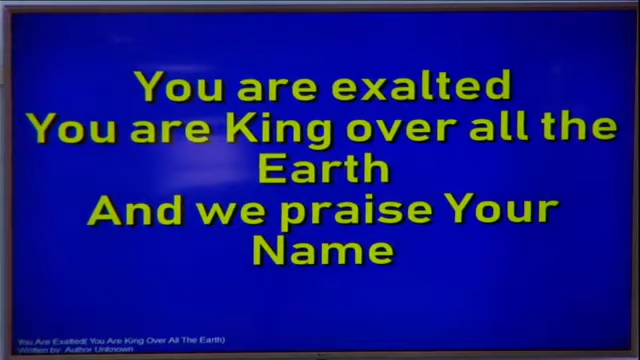 You are exalted
You are King over all the
Earth
And we praise Your
Name
You Are Exalted( You Are King Over All The Earth)
Written by Author Unknown